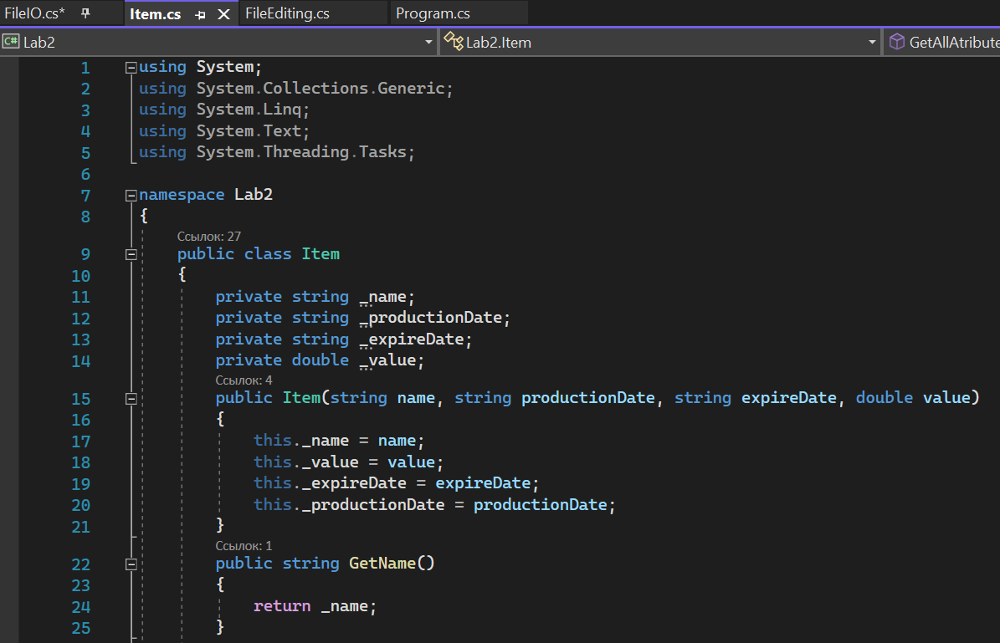 FileIO.cs* Item.cs FileEditing.cs Program.cs
C# Lab2 Lab2.Item GetAllAtribute
1 using System;
2 using System.Collections.Generic;
3 using System.Linq;
4 using System.Text;
5 using System.Threading.Tasks;
6
7 namespace Lab2
8 {
Ссылок: 27
9 public class Item
10 {
11 private string _name;
12 private string _productionDate;
13 private string _expireDate;
14 private double _value;
Ссылок: 4
15 public Item(string name, string productionDate, string expireDate, double value)
16 {
17 this._name = name;
18 this._value = value;
19 this._expireDate = expireDate;
20 this._productionDate = productionDate;
21 }
Ссылок: 1
22 public string GetName()
23 {
24 return _name;
25 }